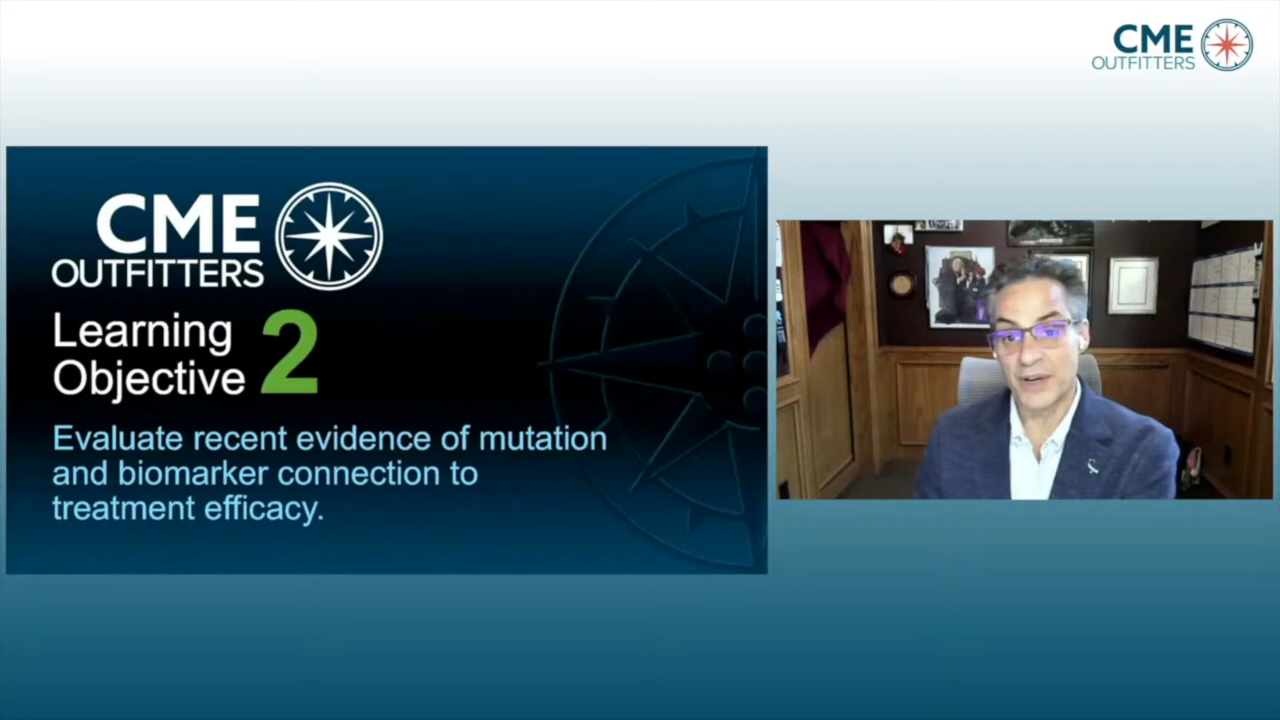 CME
OUTFITTERS
CME
OUTFITTERS
Learning
Objective 2
Evaluate recent evidence of mutation
and biomarker connection to
treatment efficacy.